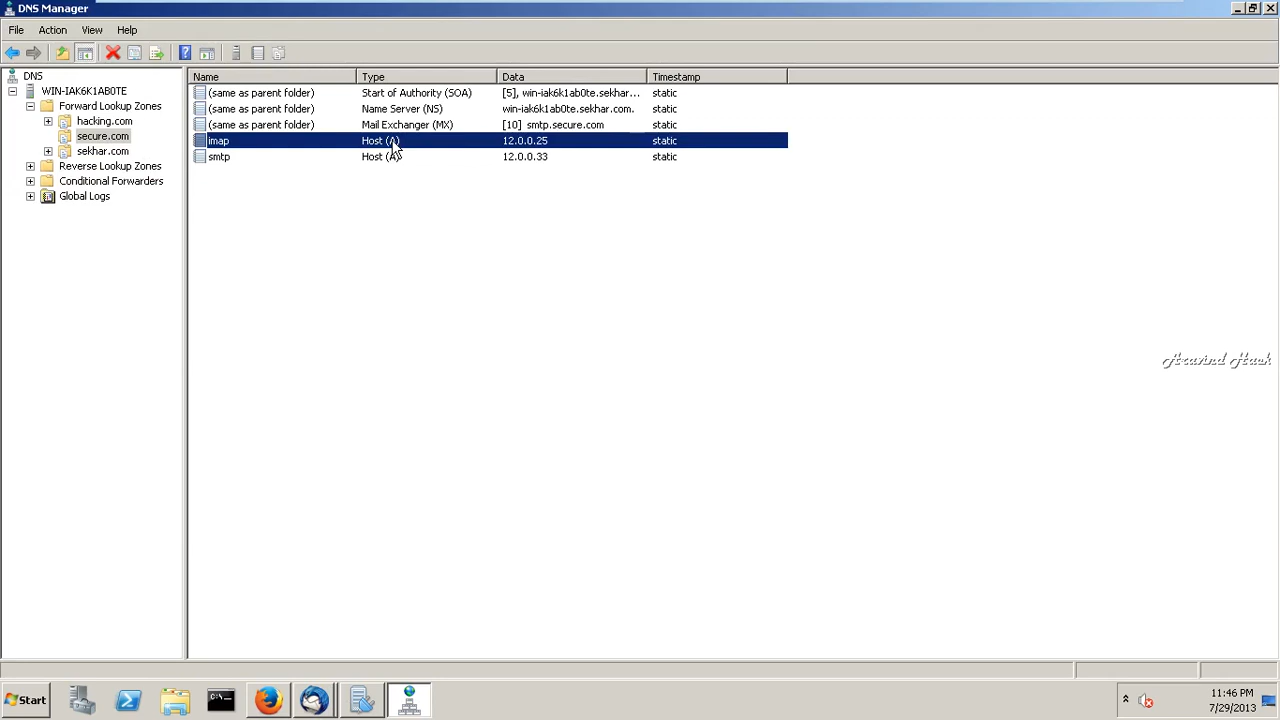 DNS Manager
File Action View Help
DNS
WIN-IAK6K1AB0TE
Forward Lookup Zones
hacking.com
secure.com
sekhar.com
Reverse Lookup Zones
Conditional Forwarders
Global Logs
Name Type Data Timestamp
(same as parent folder) Start of Authority (SOA) [5], win-iak6k1ab0te.sekhar... static
(same as parent folder) Name Server (NS) win-iak6k1ab0te.sekhar.com. static
(same as parent folder) Mail Exchanger (MX) [10] smtp.secure.com static
imap Host (A) 12.0.0.25 static
smtp Host (A) 12.0.0.33 static
Aravind Hask
Start
11:46 PM
7/29/2013